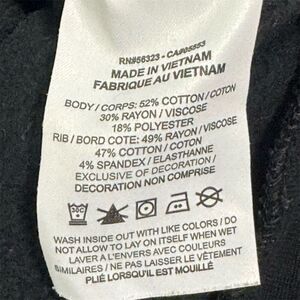 RN#56323 - CA#05553
MADE IN VIETNAM
FABRIQUE AU VIETNAM
BODY / CORPS: 52% COTTON / COTON
30% RAYON / VISCOSE
18% POLYESTER
RIB / BORD COTE: 49% RAYON / VISCOSE
47% COTTON / COTON
4% SPANDEX / ELASTHANNE
EXCLUSIVE OF DECORATION /
DECORATION NON COMPRISE
WASH INSIDE OUT WITH LIKE COLORS / DO
NOT ALLOW TO LAY ON ITSELF WHEN WET
LAVER A L'ENVERS AVEC COULEURS
SIMILAIRES / NE PAS LAISSER
PLIÉ LORSQU'IL EST MOUILLÉ